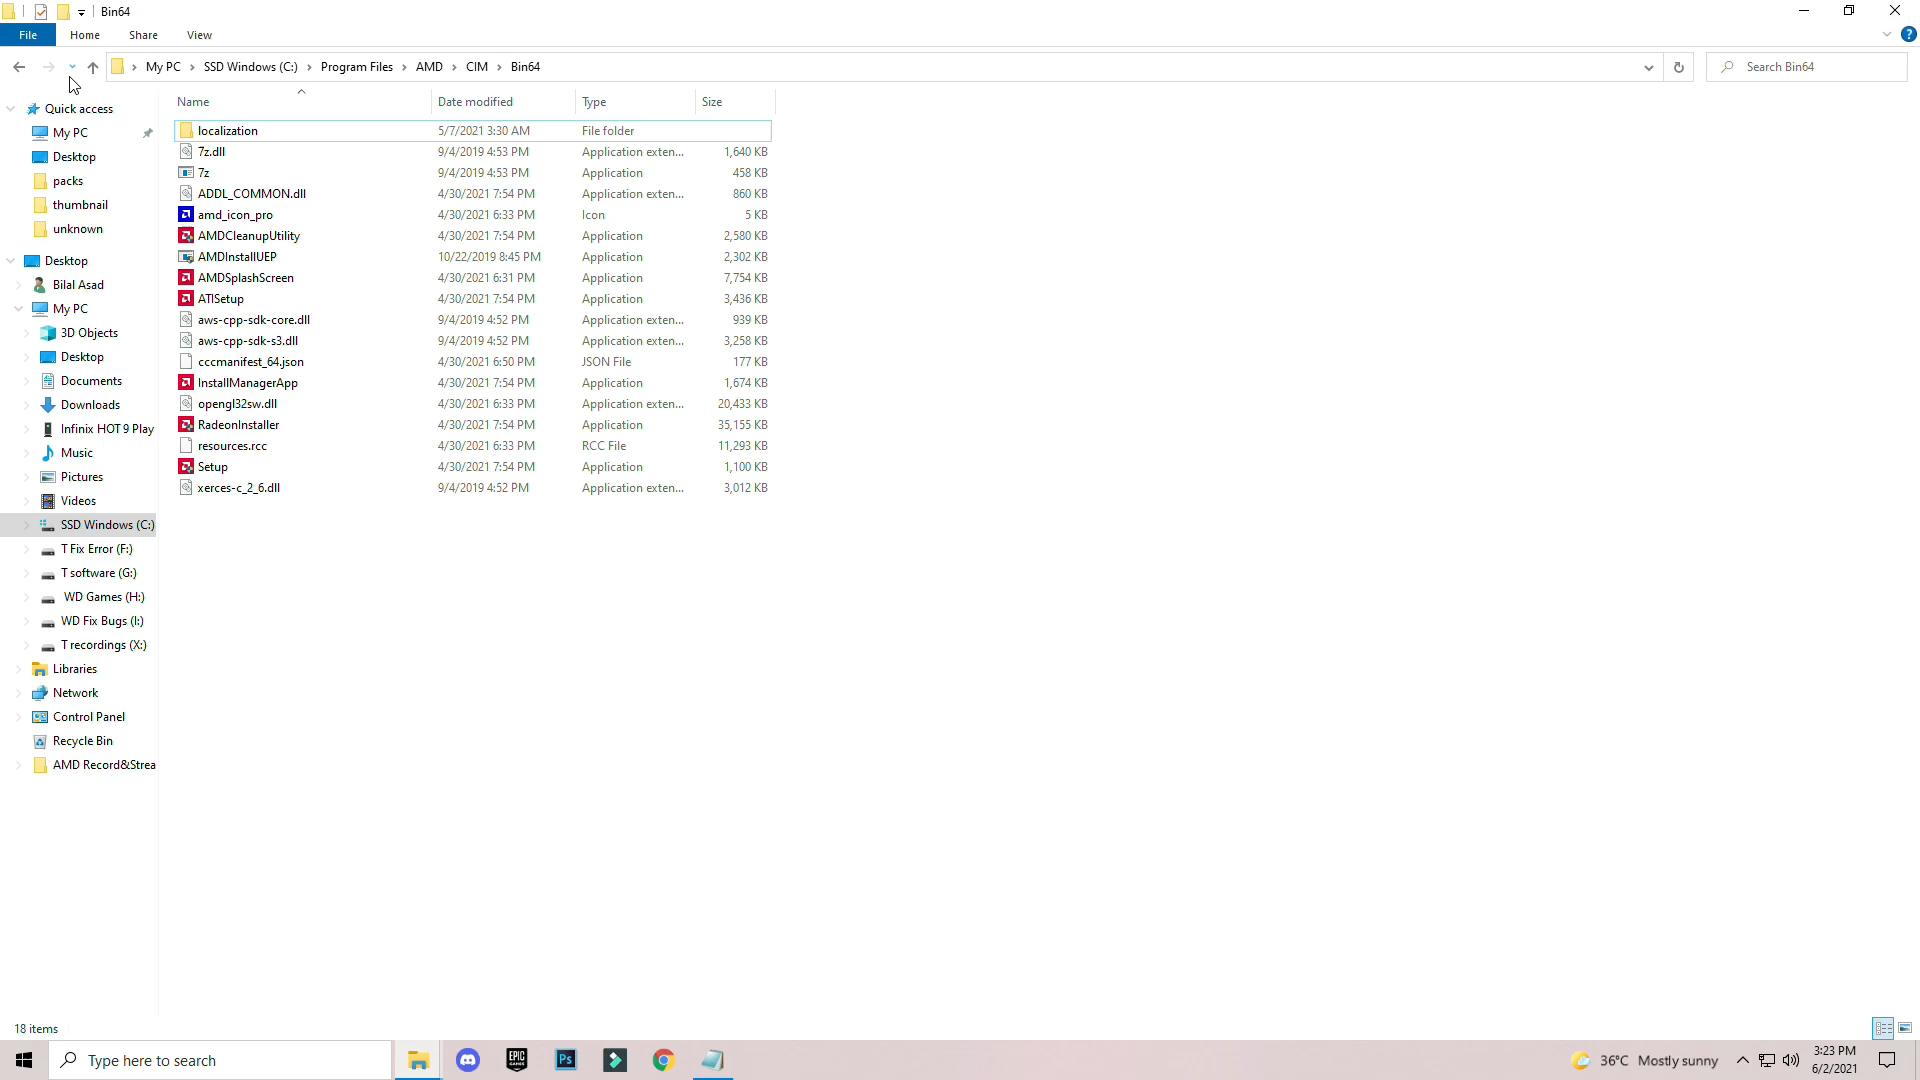 Bin64
File Home Share View
My PC SSD Windows (C:) Program Files AMD CIM Bin64
Search Bin64
Quick access
My PC
Desktop
packs
thumbnail
unknown
Desktop
Bilal Asad
My PC
3D Objects
Desktop
Documents
Downloads
Infinix HOT 9 Play
Music
Pictures
Videos
SSD Windows (C:)
T Fix Error (F:)
T software (G:)
WD Games (H:)
WD Fix Bugs (I:)
T recordings (X:)
Libraries
Network
Control Panel
Recycle Bin
AMD Record&Strea
Name Date modified Type Size
localization 5/7/2021 3:30 AM File folder
7z.dll 9/4/2019 4:53 PM Application exten... 1,640 KB
7z 9/4/2019 4:53 PM Application 458 KB
ADDL_COMMON.dll 4/30/2021 7:54 PM Application exten... 860 KB
amd_icon_pro 4/30/2021 6:33 PM Icon 5 KB
AMDCleanupUtility 4/30/2021 7:54 PM Application 2,580 KB
AMDInstallUEP 10/22/2019 8:45 PM Application 2,302 KB
AMDSplashScreen 4/30/2021 6:31 PM Application 7,754 KB
ATISetup 4/30/2021 7:54 PM Application 3,436 KB
aws-cpp-sdk-core.dll 9/4/2019 4:52 PM Application exten... 939 KB
aws-cpp-sdk-s3.dll 9/4/2019 4:52 PM Application exten... 3,258 KB
cccmanifest_64.json 4/30/2021 6:50 PM JSON File 177 KB
InstallManagerApp 4/30/2021 7:54 PM Application 1,674 KB
opengl32sw.dll 4/30/2021 6:33 PM Application exten... 20,433 KB
RadeonInstaller 4/30/2021 7:54 PM Application 35,155 KB
resources.rcc 4/30/2021 6:33 PM RCC File 11,293 KB
Setup 4/30/2021 7:54 PM Application 1,100 KB
xerces-c_2_6.dll 9/4/2019 4:52 PM Application exten... 3,012 KB
18 items
Type here to search
EPIC GAMES
Ps
36°C Mostly sunny
3:23 PM
6/2/2021